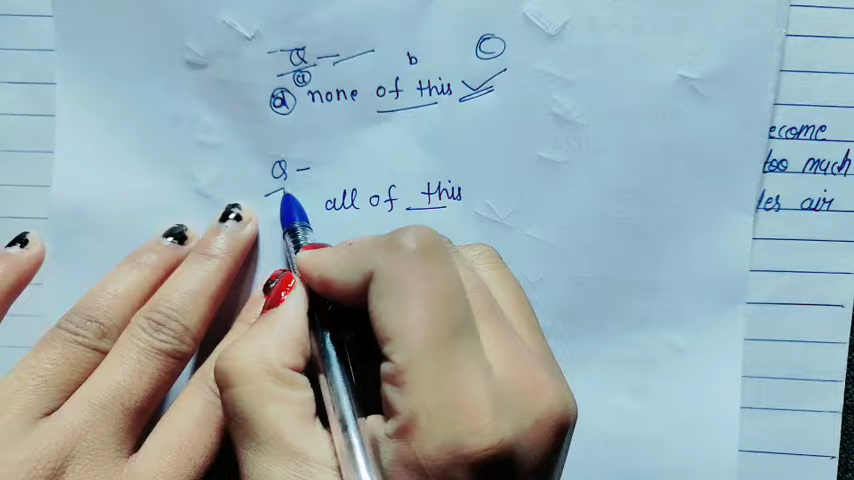 Q - b c
a
d none of this
Q -
all of this
ecome
too much
les air